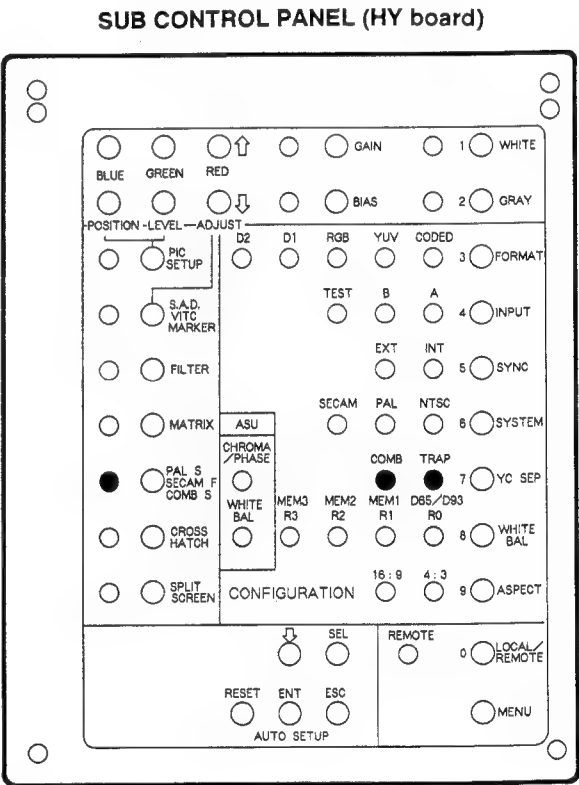 SUB CONTROL PANEL (HY board)
GAIN 1 WHITE
BLUE GREEN RED
BIAS 2 GRAY
POSITION - LEVEL - ADJUST
D2 D1 RGB YUV CODED
PIC SETUP 3 FORMAT
TEST B A
S.A.D. VITC MARKER 4 INPUT
EXT INT
FILTER 5 SYNC
SECAM PAL NTSC
MATRIX ASU 6 SYSTEM
CHROMA /PHASE COMB TRAP
PAL S SECAM F COMB S 7 YC SEP
WHITE BAL MEM3 R3 MEM2 R2 MEM1 R1 D65/D93 R0
CROSS HATCH 8 WHITE BAL
16:9 4:3
SPLIT SCREEN CONFIGURATION 9 ASPECT
SEL REMOTE
0 LOCAL/ REMOTE
RESET ENT ESC
MENU
AUTO SETUP